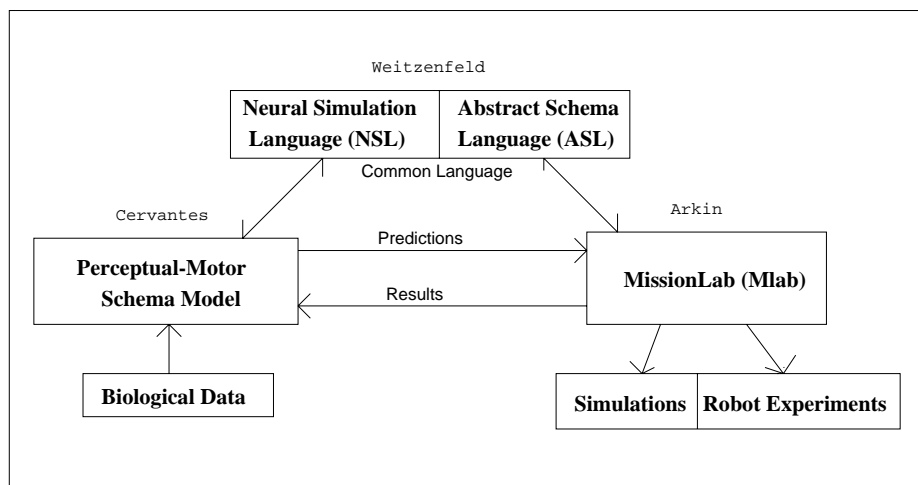 Weitzenfeld
Neural Simulation
Language (NSL)
Abstract Schema
Language (ASL)
Common Language
Cervantes
Arkin
Perceptual-Motor
Schema Model
Predictions
Results
MissionLab (Mlab)
Biological Data
Simulations
Robot Experiments